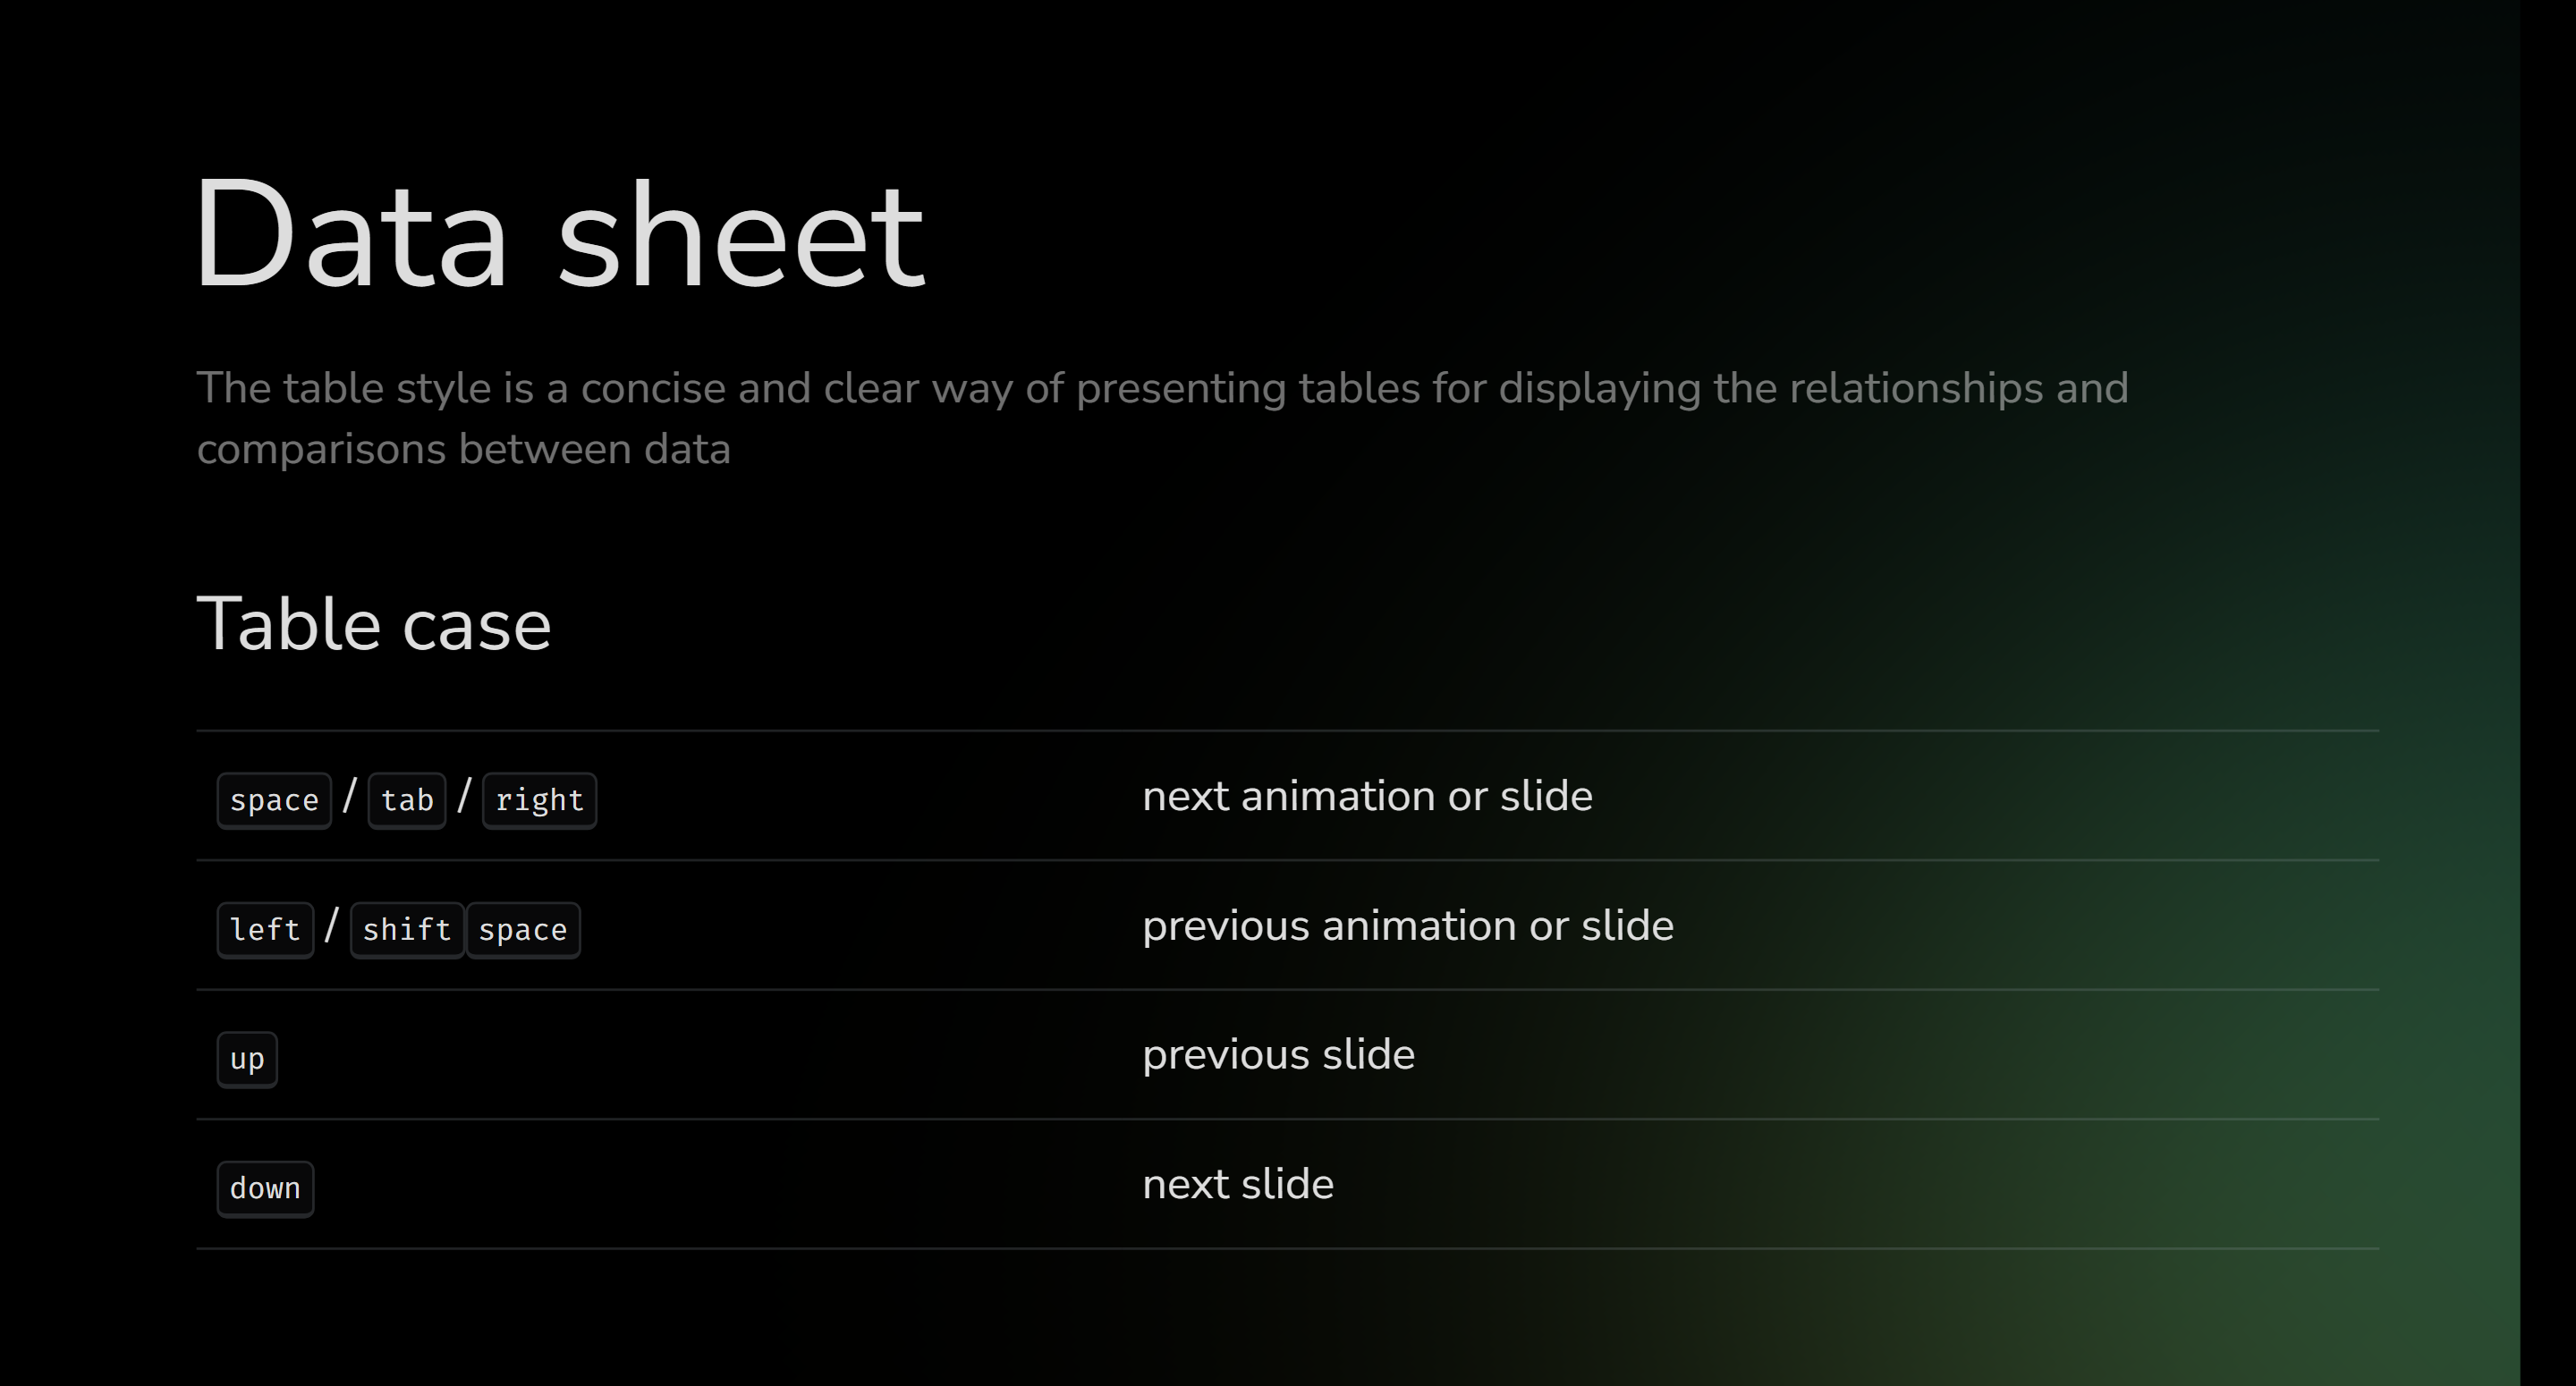 Data sheet
The table style is a concise and clear way of presenting tables for displaying the relationships and
comparisons between data
Table case
space / tab / right next animation or slide
left / shift space previous animation or slide
up previous slide
down next slide